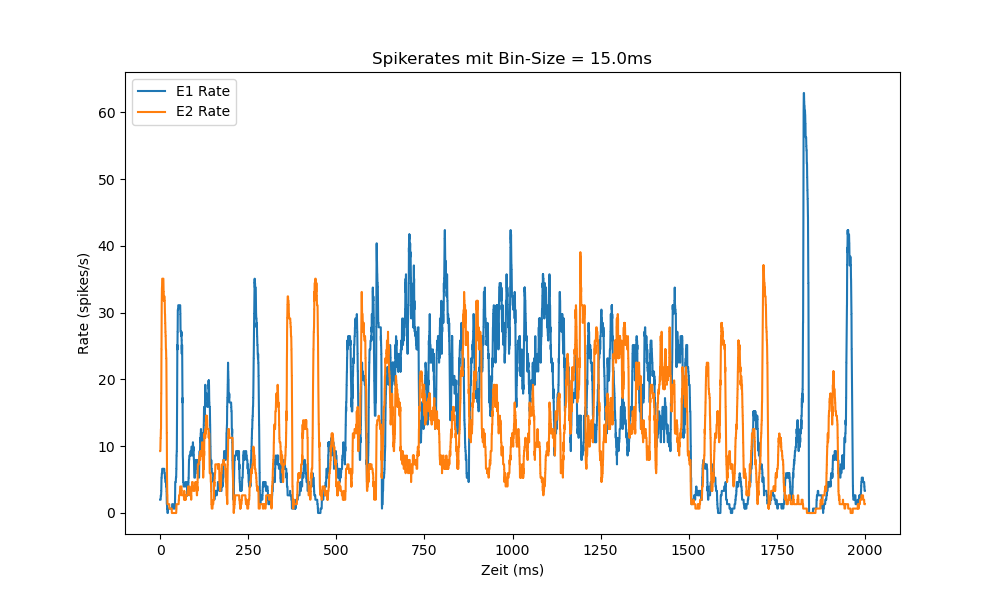 Spikerates mit Bin-Size = 15.0ms
E1 Rate
E2 Rate
Rate (spikes/s)
60
50
40
30
20
10
0
0 250 500 750 1000 1250 1500 1750 2000
Zeit (ms)